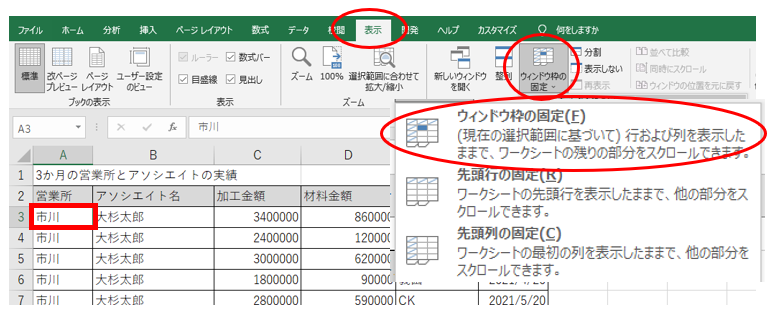 ファイル ホーム 分析 挿入 ページ レイアウト 数式 データ 校閲 表示 開発 ヘルプ カスタマイズ 何をしますか
標準 改ページ プレビュー ページ レイアウト ユーザー設定 のビュー
ブックの表示
ルーラー 数式バー
目盛線 見出し
表示
ズーム 100% 選択範囲に合わせて 拡大/縮小
ズーム
新しいウィンドウ を開く 整列 ウィンドウ枠の 固定
分割
表示しない
再表示
並べて比較
同時にスクロール
ウィンドウの位置を元に戻す
A3 fx 市川
ウィンドウ枠の固定(F)
(現在の選択範囲に基づいて) 行および列を表示した
ままで、ワークシートの残りの部分をスクロールできます。
先頭行の固定(R)
ワークシートの先頭行を表示したままで、他の部分をス
クロールできます。
先頭列の固定(C)
ワークシートの最初の列を表示したままで、他の部分を
スクロールできます。
A B C D
1 3か月の営業所とアソシエイトの実績
2 営業所 アソシエイト名 加工金額 材料金額
3 市川 大杉太郎 3400000 860000
4 市川 大杉太郎 2400000 120000
5 市川 大杉太郎 3000000 620000
6 市川 大杉太郎 1800000 90000
7 市川 大杉太郎 2800000 590000 CK 2021/5/20